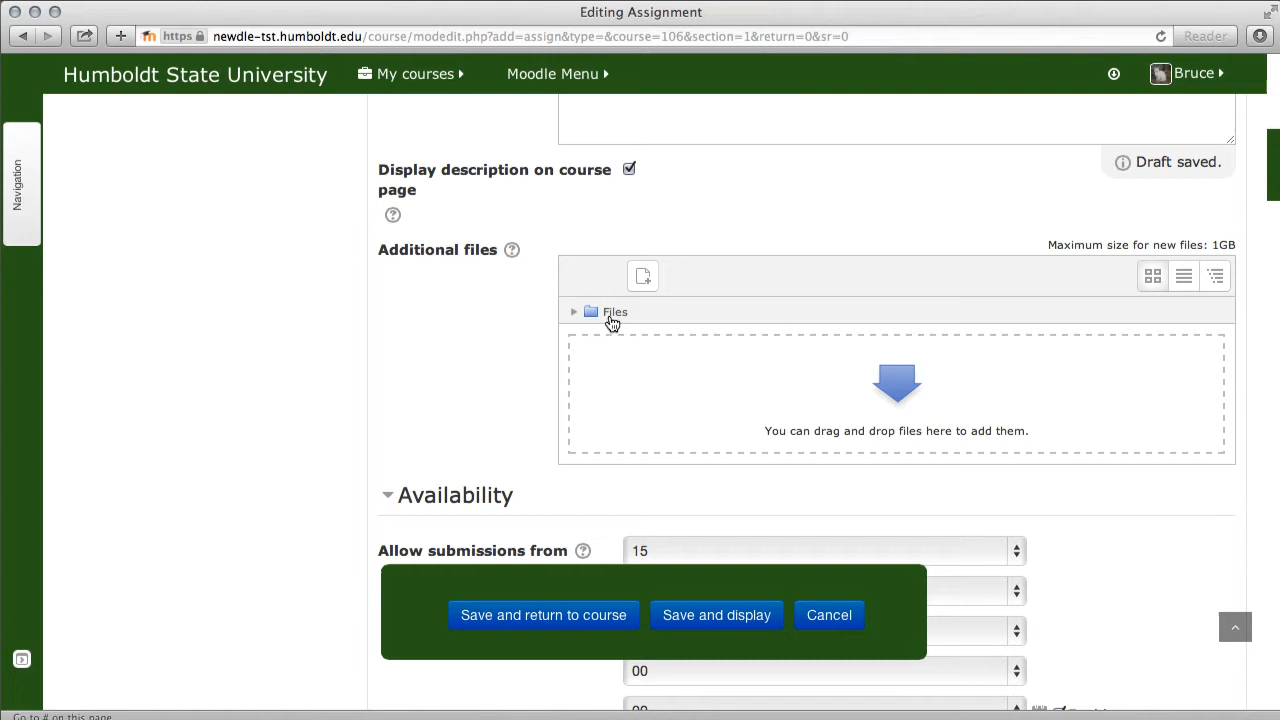 Editing Assignment
https newdle-tst.humboldt.edu/course/modedit.php?add=assign&type=&course=106&section=1&return=0&sr=0 Reader
Humboldt State University My courses Moodle Menu Bruce
Navigation
Display description on course page
Draft saved.
Additional files
Maximum size for new files: 1GB
Files
You can drag and drop files here to add them.
Availability
Allow submissions from 15
Save and return to course Save and display Cancel
00
Go to # on this page